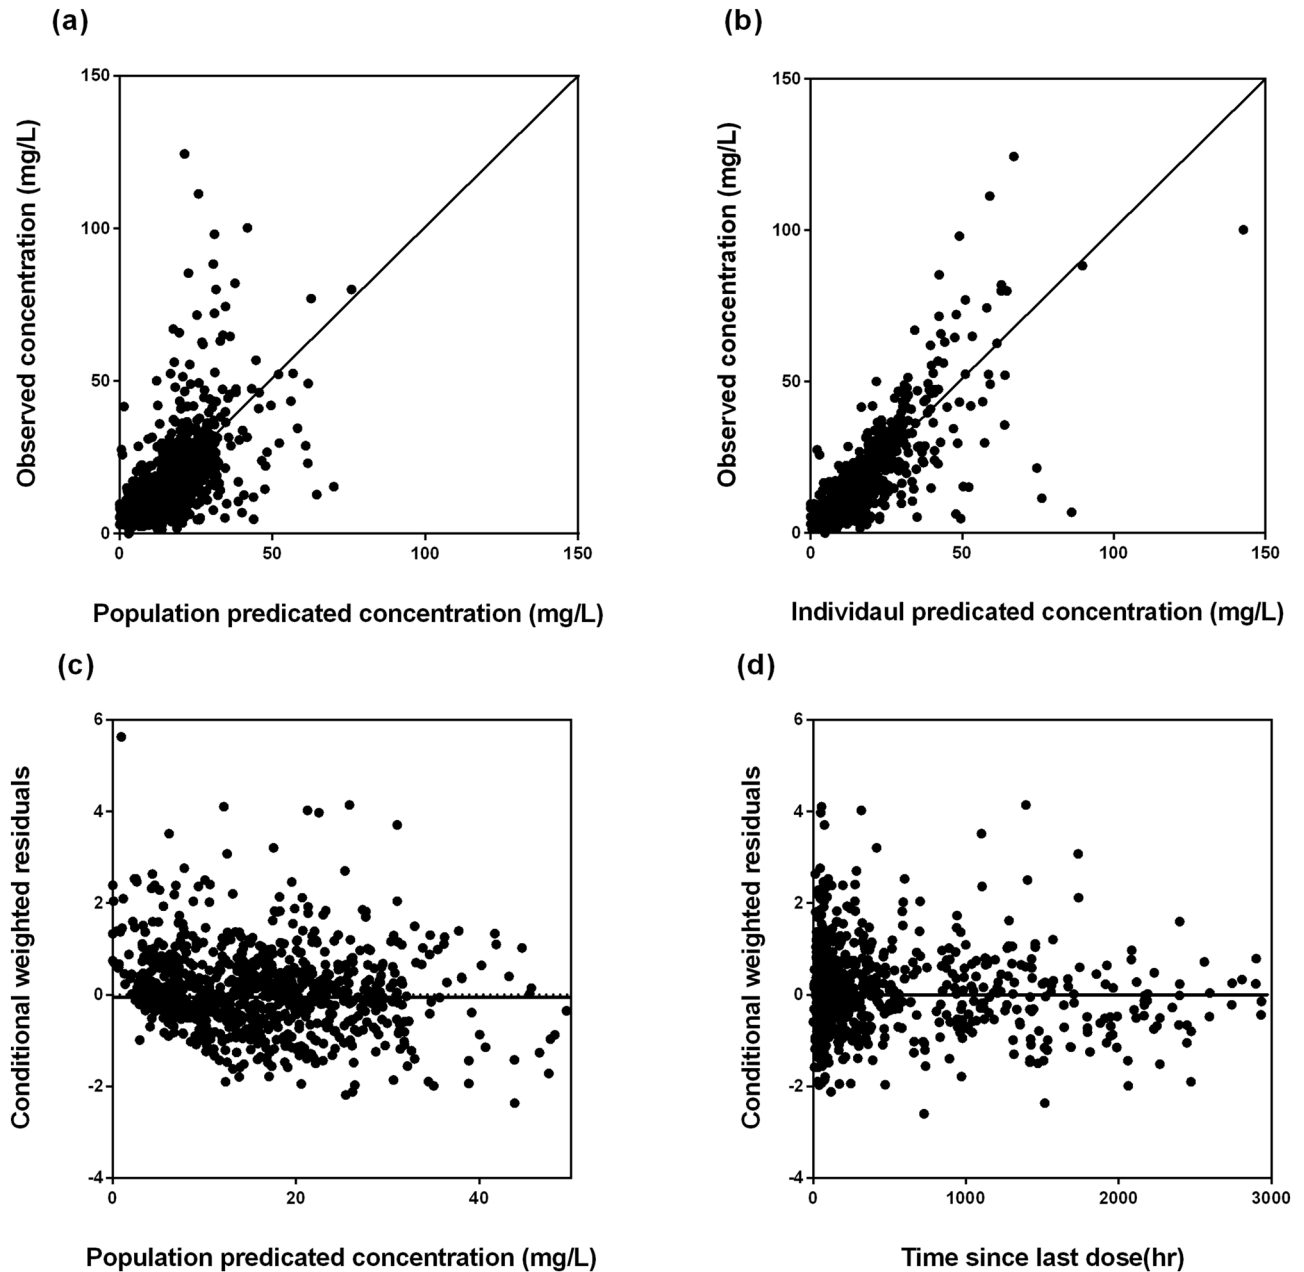 (a)
150
100
50
0
0 50 100 150
Observed concentration (mg/L)
Population predicated concentration (mg/L)
(b)
150
100
50
0
0 50 100 150
Observed concentration (mg/L)
Individaul predicated concentration (mg/L)
(c)
6
4
2
0
-2
-4
0 20 40
Conditional weighted residuals
Population predicated concentration (mg/L)
(d)
6
4
2
0
-2
-4
0 1000 2000 3000
Conditional weighted residuals
Time since last dose(hr)